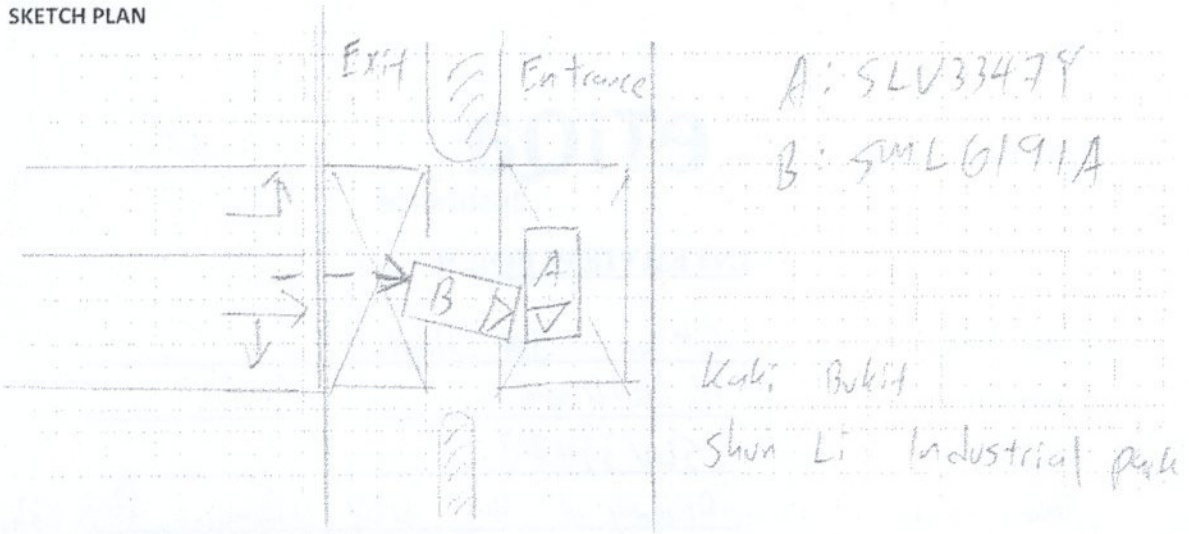 SKETCH PLAN
Exit
Entrance
A: SLV3347Y
B: SML6191A
A
B
Kaki Bukit
Shun Li Industrial park